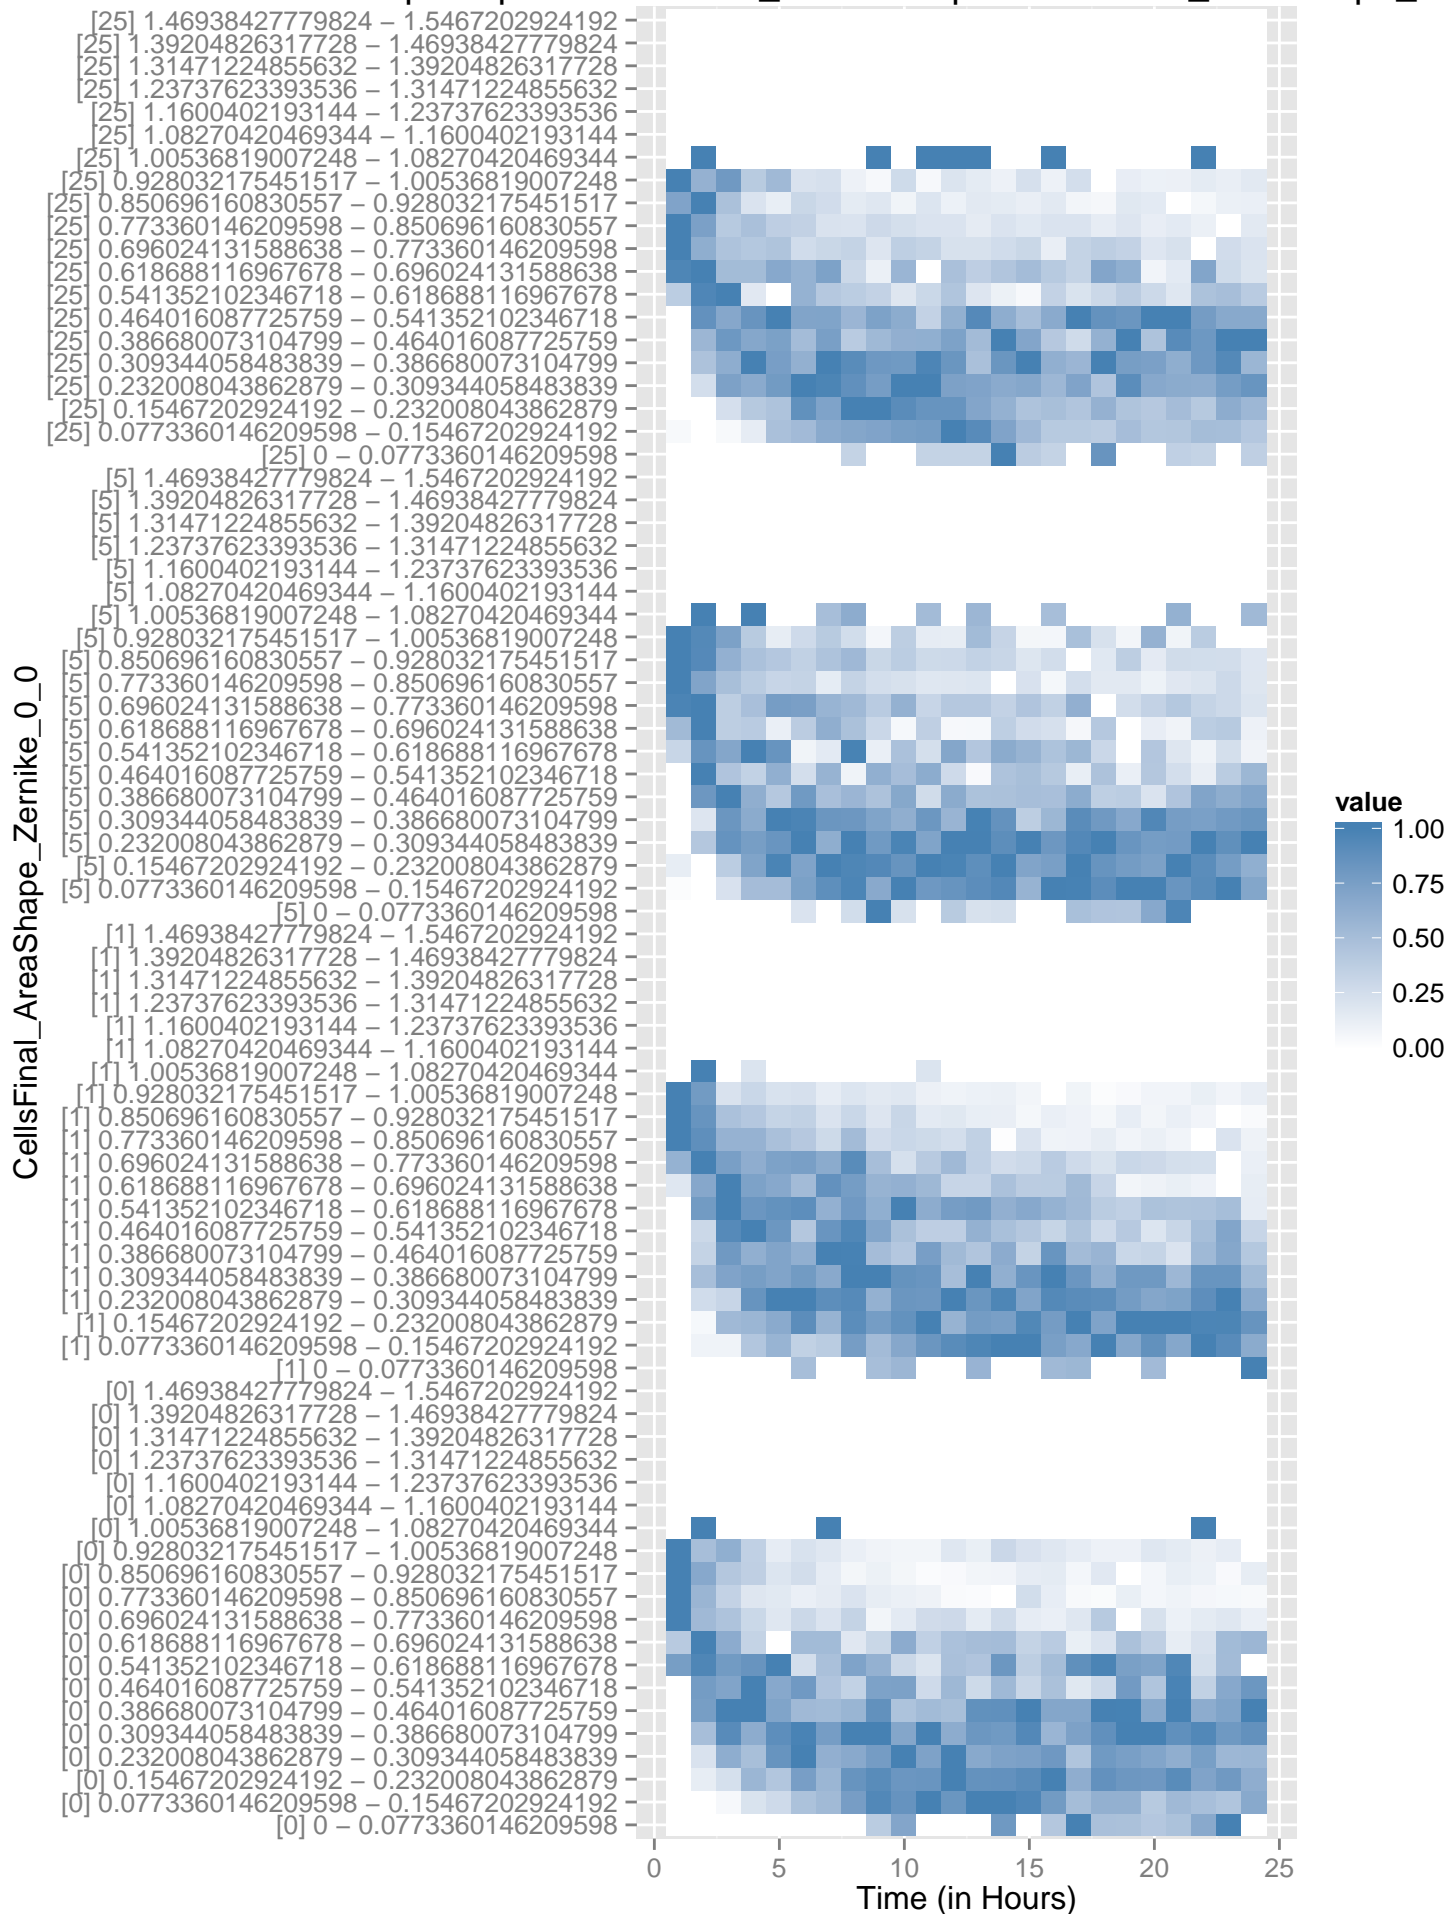 [25] 1.46938427779824 – 1.5467202924192
[25] 1.39204826317728 – 1.46938427779824
[25] 1.31471224855632 – 1.39204826317728
[25] 1.23737623393536 – 1.31471224855632
[25] 1.1600402193144 – 1.23737623393536
[25] 1.08270420469344 – 1.1600402193144
[25] 1.00536819007248 – 1.08270420469344
[25] 0.928032175451517 – 1.00536819007248
[25] 0.850696160830557 – 0.928032175451517
[25] 0.773360146209598 – 0.850696160830557
[25] 0.696024131588638 – 0.773360146209598
[25] 0.618688116967678 – 0.696024131588638
[25] 0.541352102346718 – 0.618688116967678
[25] 0.464016087725759 – 0.541352102346718
[25] 0.386680073104799 – 0.464016087725759
[25] 0.309344058483839 – 0.386680073104799
[25] 0.232008043862879 – 0.309344058483839
[25] 0.15467202924192 – 0.232008043862879
[25] 0.0773360146209598 – 0.15467202924192
[25] 0 – 0.0773360146209598
[5] 1.46938427779824 – 1.5467202924192
[5] 1.39204826317728 – 1.46938427779824
[5] 1.31471224855632 – 1.39204826317728
[5] 1.23737623393536 – 1.31471224855632
[5] 1.1600402193144 – 1.23737623393536
[5] 1.08270420469344 – 1.1600402193144
[5] 1.00536819007248 – 1.08270420469344
[5] 0.928032175451517 – 1.00536819007248
[5] 0.850696160830557 – 0.928032175451517
[5] 0.773360146209598 – 0.850696160830557
[5] 0.696024131588638 – 0.773360146209598
[5] 0.618688116967678 – 0.696024131588638
[5] 0.541352102346718 – 0.618688116967678
[5] 0.464016087725759 – 0.541352102346718
[5] 0.386680073104799 – 0.464016087725759
[5] 0.309344058483839 – 0.386680073104799
[5] 0.232008043862879 – 0.309344058483839
[5] 0.15467202924192 – 0.232008043862879
[5] 0.0773360146209598 – 0.15467202924192
[5] 0 – 0.0773360146209598
[1] 1.46938427779824 – 1.5467202924192
[1] 1.39204826317728 – 1.46938427779824
[1] 1.31471224855632 – 1.39204826317728
[1] 1.23737623393536 – 1.31471224855632
[1] 1.1600402193144 – 1.23737623393536
[1] 1.08270420469344 – 1.1600402193144
[1] 1.00536819007248 – 1.08270420469344
[1] 0.928032175451517 – 1.00536819007248
[1] 0.850696160830557 – 0.928032175451517
[1] 0.773360146209598 – 0.850696160830557
[1] 0.696024131588638 – 0.773360146209598
[1] 0.618688116967678 – 0.696024131588638
[1] 0.541352102346718 – 0.618688116967678
[1] 0.464016087725759 – 0.541352102346718
[1] 0.386680073104799 – 0.464016087725759
[1] 0.309344058483839 – 0.386680073104799
[1] 0.232008043862879 – 0.309344058483839
[1] 0.15467202924192 – 0.232008043862879
[1] 0.0773360146209598 – 0.15467202924192
[1] 0 – 0.0773360146209598
[0] 1.46938427779824 – 1.5467202924192
[0] 1.39204826317728 – 1.46938427779824
[0] 1.31471224855632 – 1.39204826317728
[0] 1.23737623393536 – 1.31471224855632
[0] 1.1600402193144 – 1.23737623393536
[0] 1.08270420469344 – 1.1600402193144
[0] 1.00536819007248 – 1.08270420469344
[0] 0.928032175451517 – 1.00536819007248
[0] 0.850696160830557 – 0.928032175451517
[0] 0.773360146209598 – 0.850696160830557
[0] 0.696024131588638 – 0.773360146209598
[0] 0.618688116967678 – 0.696024131588638
[0] 0.541352102346718 – 0.618688116967678
[0] 0.464016087725759 – 0.541352102346718
[0] 0.386680073104799 – 0.464016087725759
[0] 0.309344058483839 – 0.386680073104799
[0] 0.232008043862879 – 0.309344058483839
[0] 0.15467202924192 – 0.232008043862879
[0] 0.0773360146209598 – 0.15467202924192
[0] 0 – 0.0773360146209598
CellsFinal_AreaShape_Zernike_0_0
0 5 10 15 20 25
Time (in Hours)
value
1.00
0.75
0.50
0.25
0.00